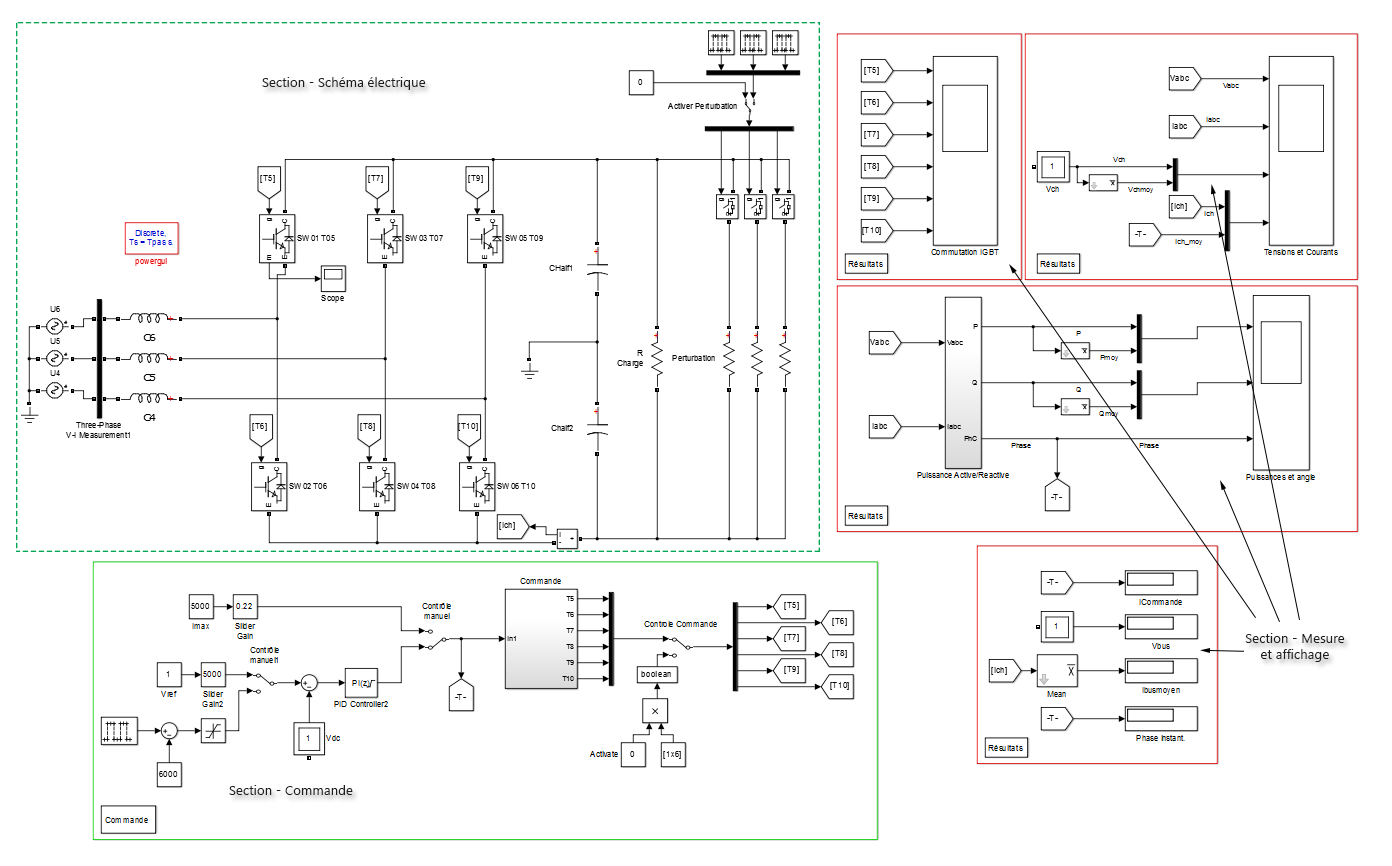 Section - Schéma électrique
0
Activer Perturbation
[T5]
[T7]
[T9]
g
C
E
SW 01 T05
g
C
E
SW 03 T07
g
C
E
SW 05 T09
Discrete,
Ts = Tpas s.
powergui
Scope
CHalf1
U6
U5
U4
C6
C5
C4
Three-Phase
V-I Measurement1
R
Charge
Perturbation
[T6]
[T8]
[T10]
Chalf2
g
C
E
SW 02 T06
g
C
E
SW 04 T08
g
C
E
SW 06 T10
[Ich]
[T5]
[T6]
[T7]
[T8]
[T9]
[T10]
Commutation IGBT
Résultats
Vabc
Vabc
Iabc
Iabc
1
Vch
Vch
Vchmoy
[Ich]
Ich
-T-
Ich_moy
Tensions et Courants
Résultats
Vabc
Vabc
Iabc
Iabc
P
Q
PhC
Puissance Active/Reactive
P
Pmoy
Q
Qmoy
Phase
Phase
-T-
Puissances et angle
Résultats
-T-
ICommande
1
Vbus
[Ich]
Mean
Ibusmoyen
-T-
Phase Instant.
Résultats
Section - Mesure
et affichage
5000
Imax
0.22
Slider
Gain
Contrôle
manuel
1
Vref
5000
Slider
Gain2
Contrôle
manuel1
PI(z)
PID Controller2
-T-
1
Vdc
6000
Commande
In1
T5
T6
T7
T8
T9
T10
Controle Commande
boolean
×
Activate
0
[1x6]
[T5]
[T6]
[T7]
[T8]
[T9]
[T10]
Section - Commande
Commande